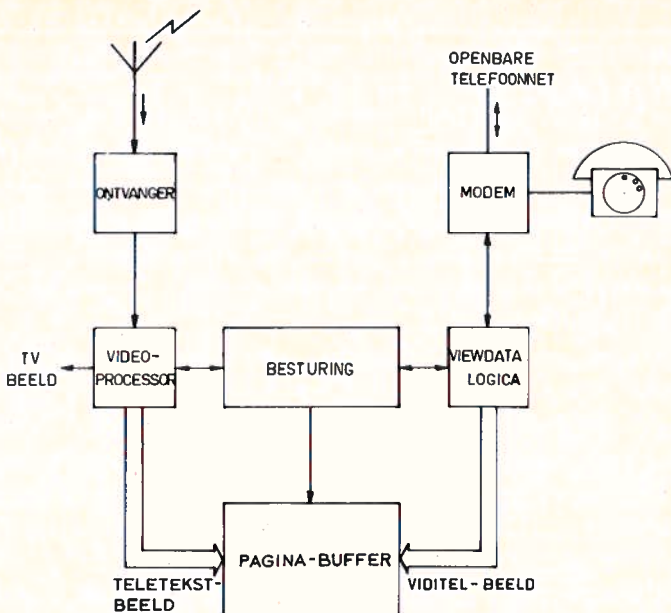 OPENBARE
TELEFOONNET
ONTVANGER
MODEM
TV
BEELD
VIDEO-
PROCESSOR
BESTURING
VIEWDATA
LOGICA
PAGINA-BUFFER
TELETEKST-
BEELD
VIDITEL-BEELD